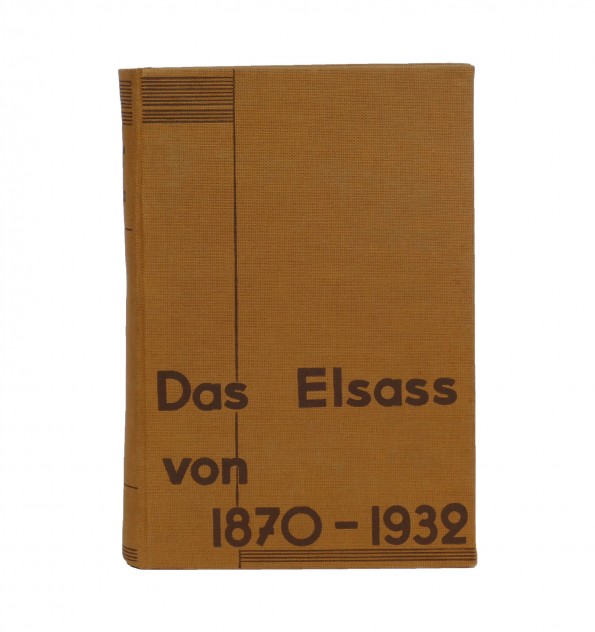 Das Elsass
von
1870 - 1932